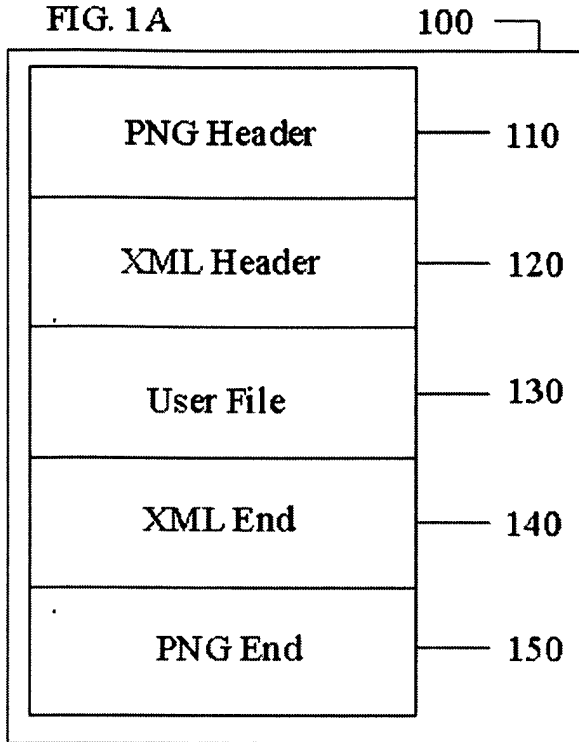 FIG. 1A 100
PNG Header 110
XML Header 120
User File 130
XML End 140
PNG End 150